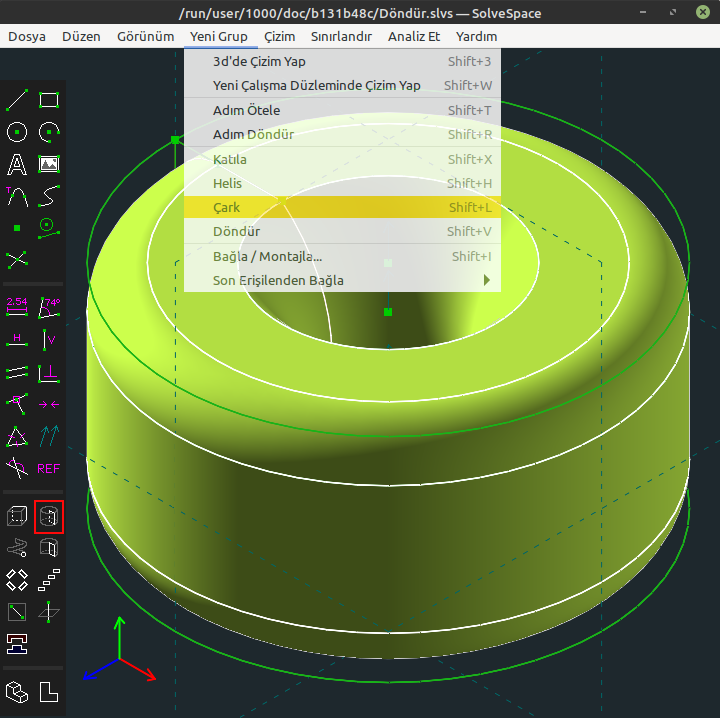 /run/user/1000/doc/b131b48c/Döndür.slvs — SolveSpace
Dosya Düzen Görünüm Yeni Grup Çizim Sınırlandır Analiz Et Yardım
3d'de Çizim Yap Shift+3
Yeni Çalışma Düzleminde Çizim Yap Shift+W
Adım Ötele Shift+T
Adım Döndür Shift+R
Katıla Shift+X
Helis Shift+H
Çark Shift+L
Döndür Shift+V
Bağla / Montajla... Shift+I
Son Erişilenden Bağla
A
T
2.54 74°
H V
REF